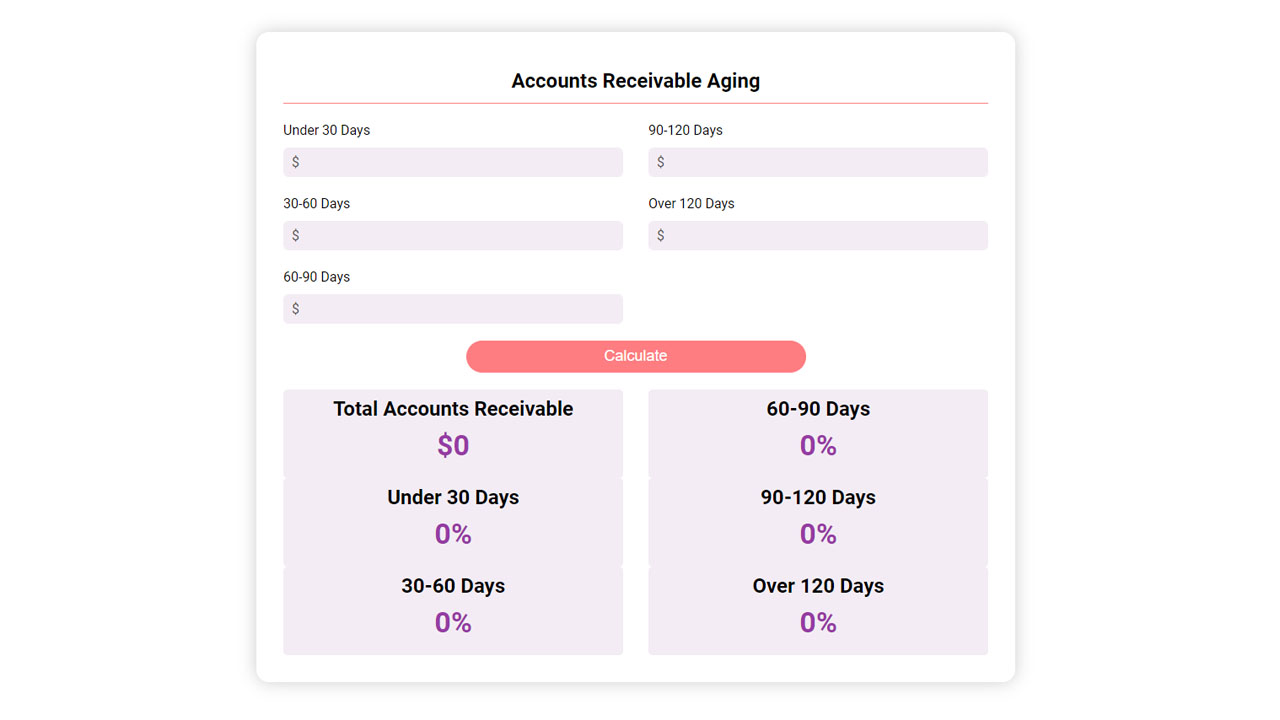 Accounts Receivable Aging
Under 30 Days
$
90-120 Days
$
30-60 Days
$
Over 120 Days
$
60-90 Days
$
Calculate
Total Accounts Receivable
$0
60-90 Days
0%
Under 30 Days
0%
90-120 Days
0%
30-60 Days
0%
Over 120 Days
0%